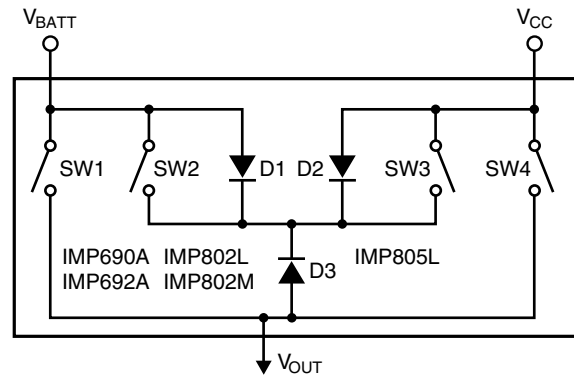 VBATT VCC
SW1 SW2 D1 D2 SW3 SW4
IMP690A IMP802L D3 IMP805L
IMP692A IMP802M
VOUT